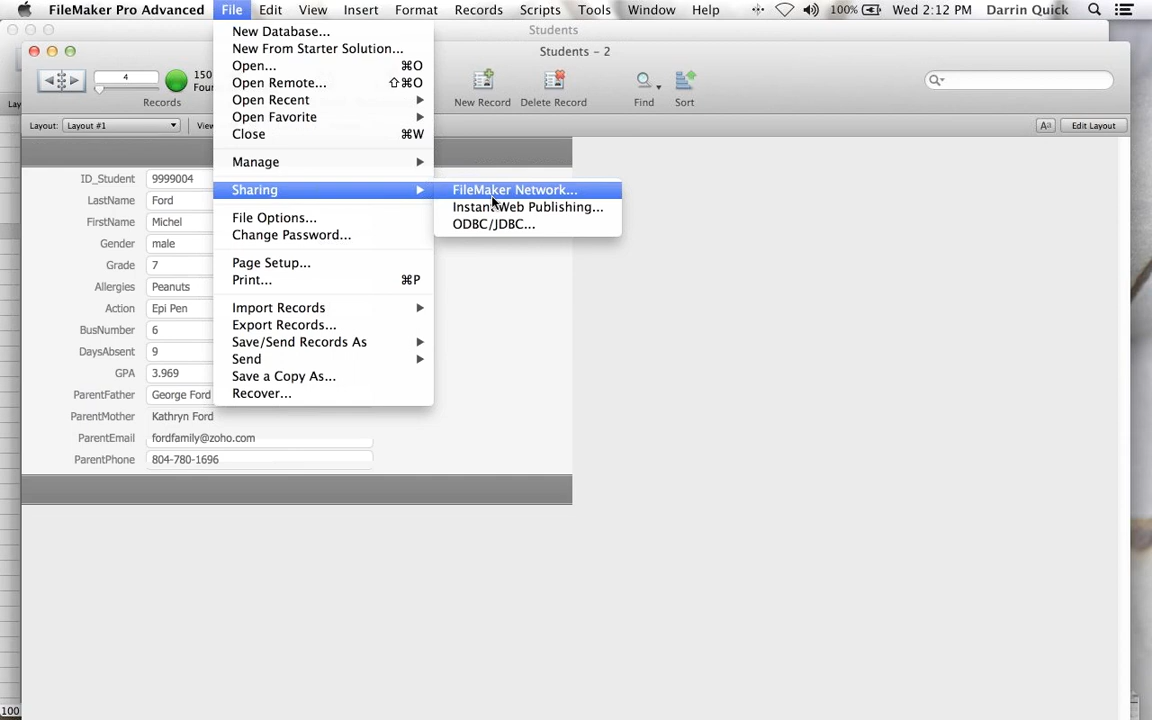 FileMaker Pro Advanced File Edit View Insert Format Records Scripts Tools Window Help 100% Wed 2:12 PM Darrin Quick
Students
Students – 2
4
150
Records
New Record Delete Record Find Sort
Lay
Layout: Layout #1
Aa Edit Layout
New Database...
New From Starter Solution...
Open... ⌘O
Open Remote... ⇧⌘O
Open Recent
Open Favorite
Close ⌘W
Manage
Sharing
File Options...
Change Password...
Page Setup...
Print... ⌘P
Import Records
Export Records...
Save/Send Records As
Send
Save a Copy As...
Recover...
FileMaker Network...
Instant Web Publishing...
ODBC/JDBC...
ID_Student 9999004
LastName Ford
FirstName Michel
Gender male
Grade 7
Allergies Peanuts
Action Epi Pen
BusNumber 6
DaysAbsent 9
GPA 3.969
ParentFather George Ford
ParentMother Kathryn Ford
ParentEmail fordfamily@zoho.com
ParentPhone 804-780-1696
100